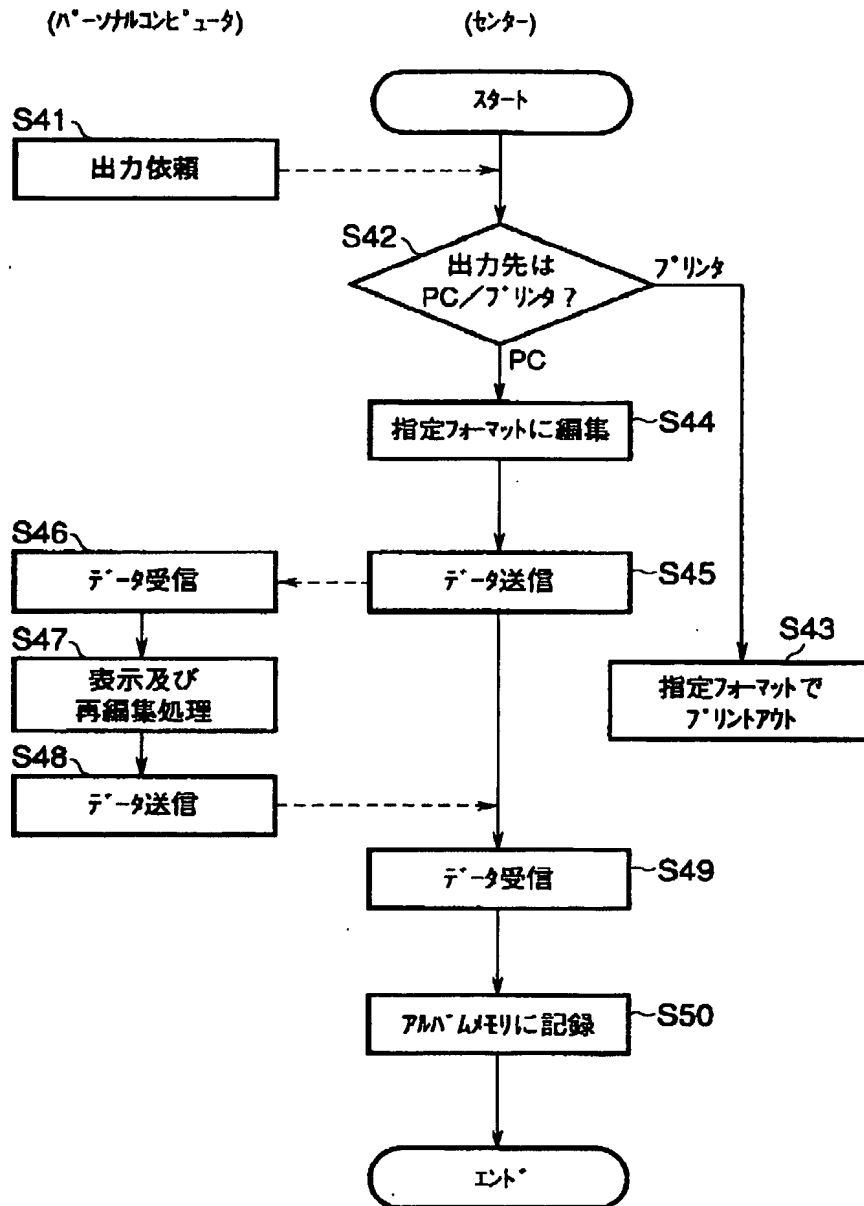 (パーソナルコンピュータ)
(センター)
スタート
S41
出力依頼
S42
出力先は
PC/プリンタ?
プリンタ
PC
指定フォーマットに編集
S44
S46
データ受信
データ送信
S45
S47
表示及び
再編集処理
S43
指定フォーマットで
プリントアウト
S48
データ送信
データ受信
S49
アルバムメモリに記録
S50
エンド